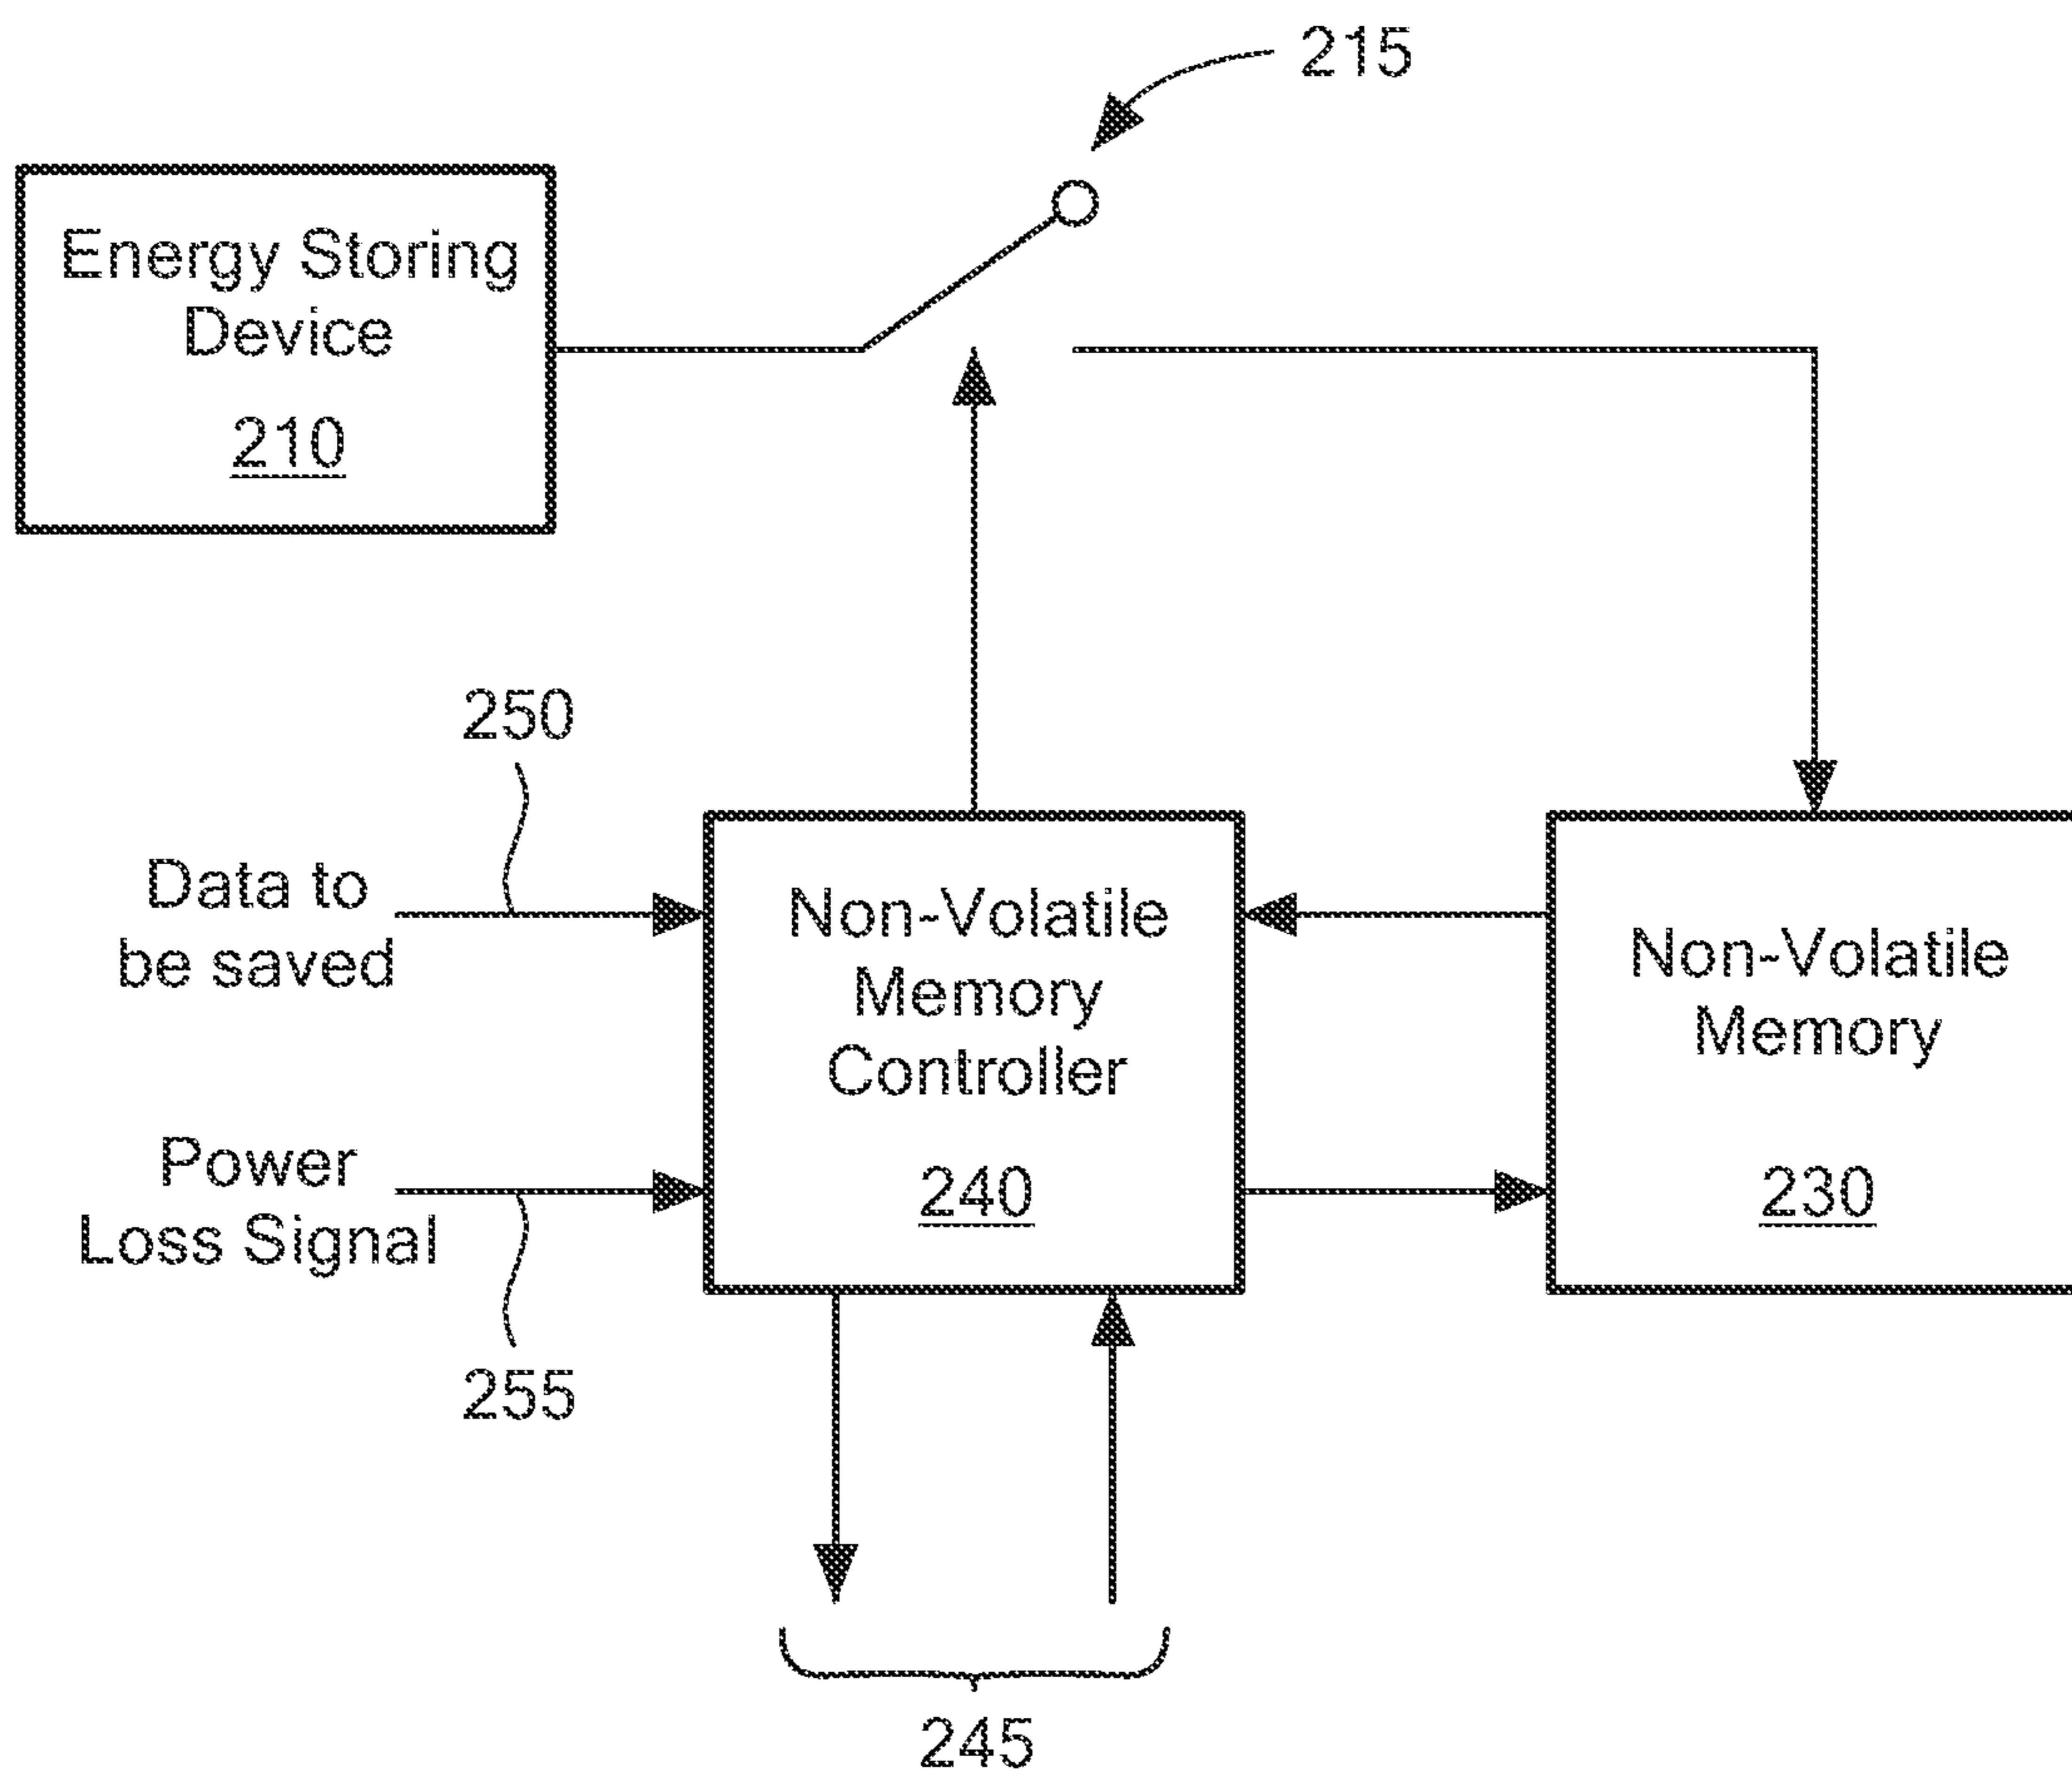 215
Energy Storing
Device
210
250
Data to
be saved
Non-Volatile
Memory
Controller
240
Non-Volatile
Memory
230
Power
Loss Signal
255
245